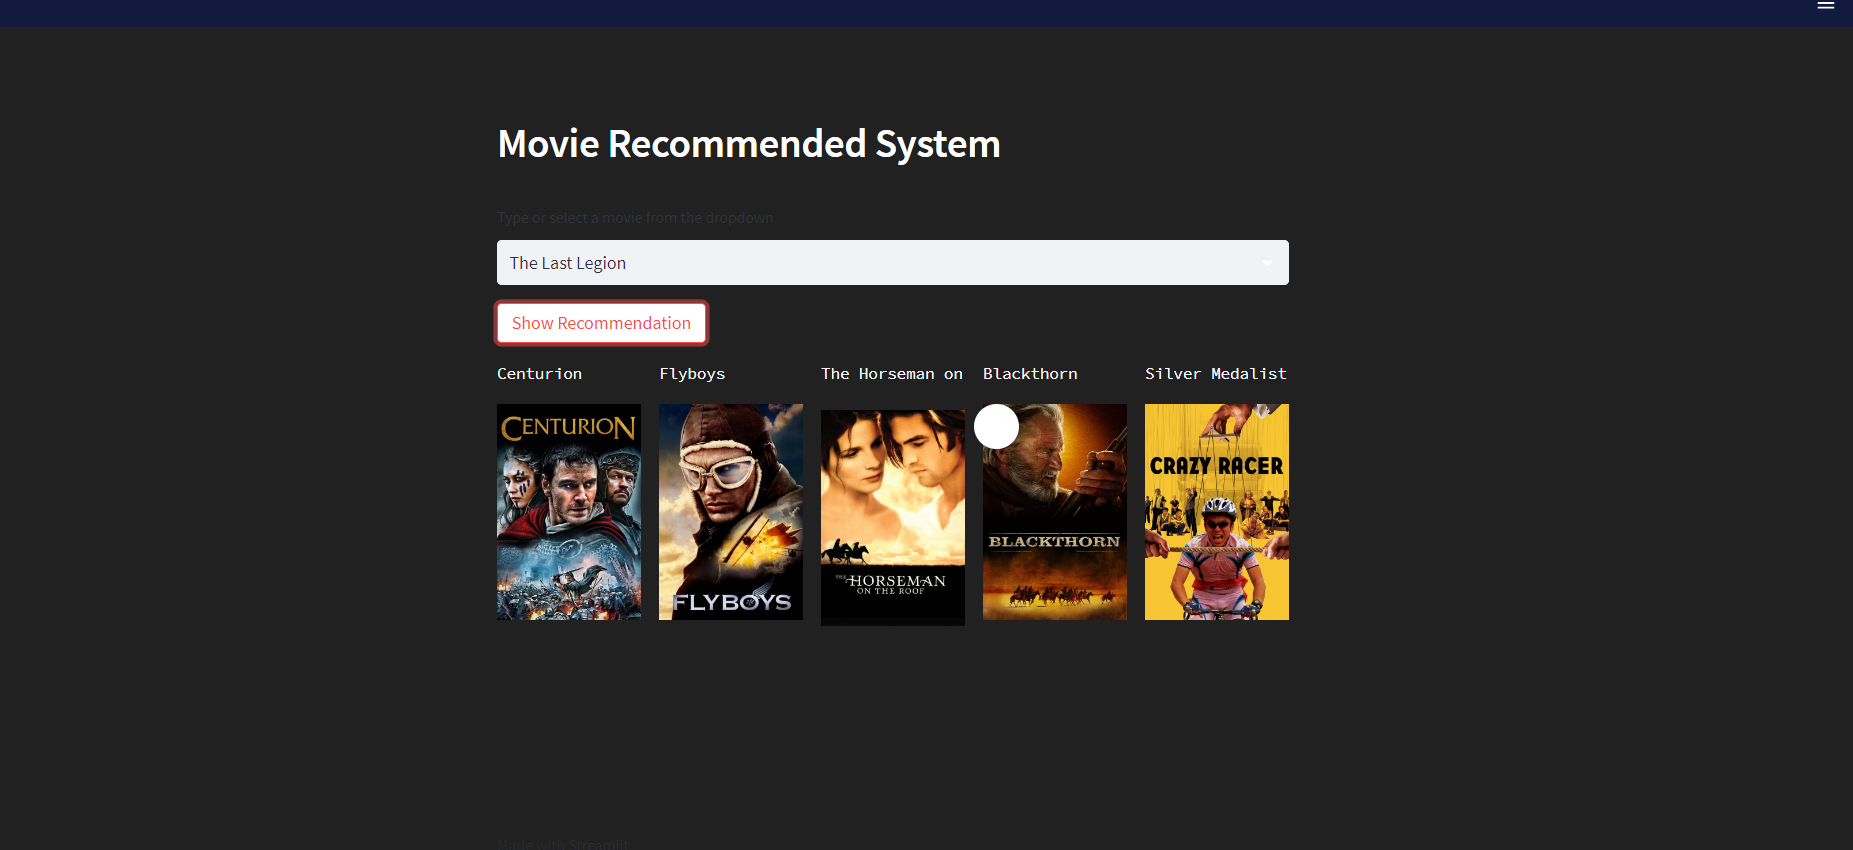 Movie Recommended System
Type or select a movie from the dropdown
The Last Legion
Show Recommendation
Centurion
Flyboys
The Horseman on
Blackthorn
Silver Medalist
CENTURION
FLYBOYS
THE HORSEMAN
ON THE ROOF
BLACKTHORN
CRAZY RACER
Made with Streamlit